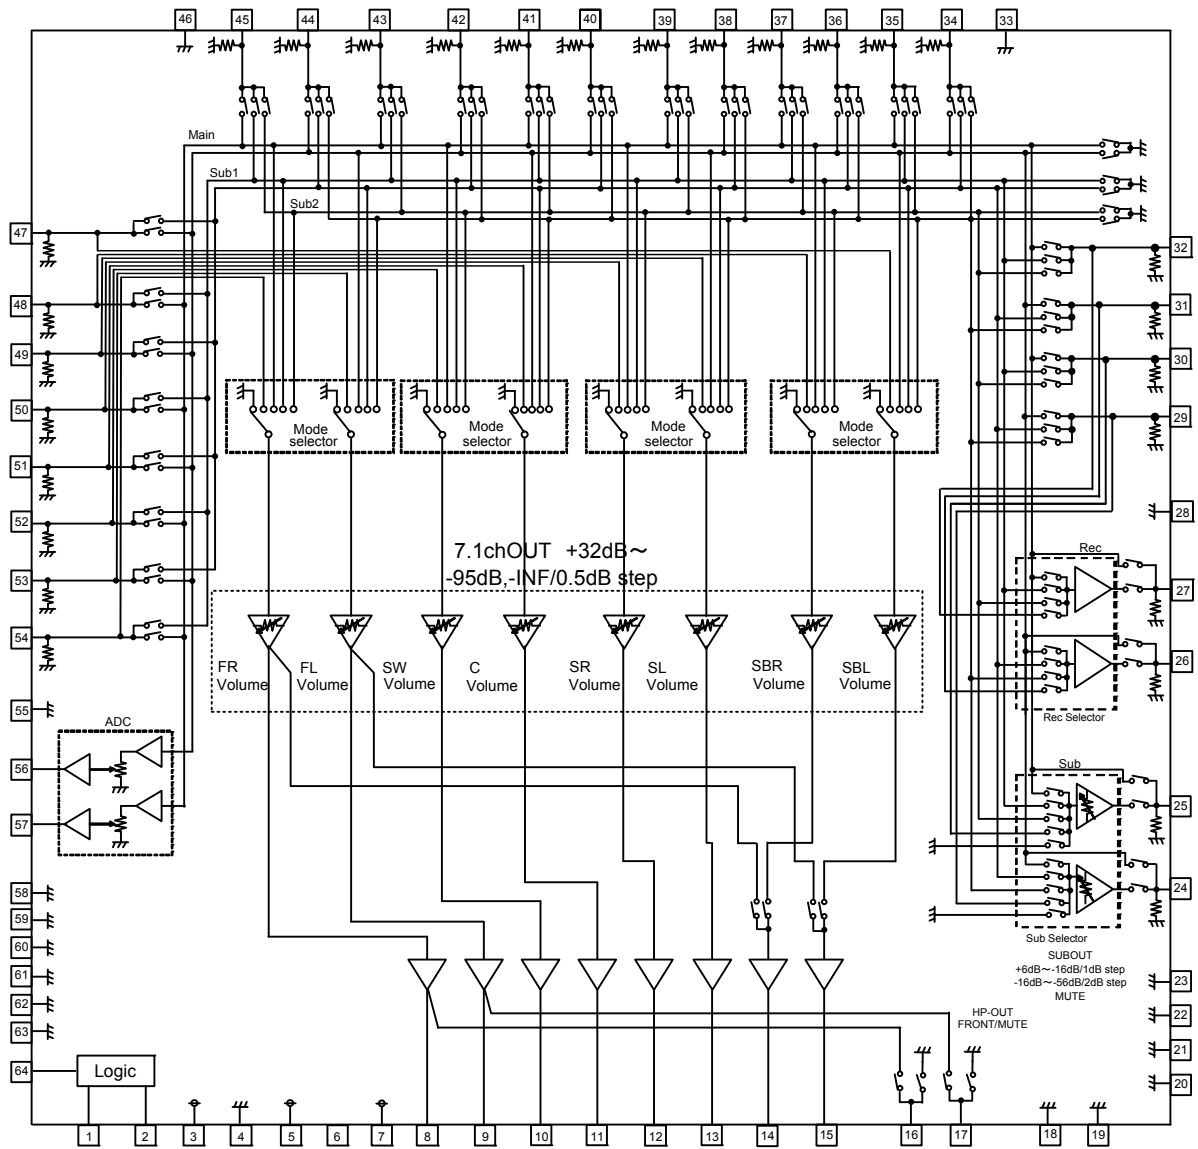 46 45 44 43 42 41 40 39 38 37 36 35 34 33
Main
Sub1
Sub2
47
48
49
50
51
52
53
54
55
56
57
58
59
60
61
62
63
64
32
31
30
29
28
27
26
25
24
23
22
21
20
Mode
selector
Mode
selector
Mode
selector
Mode
selector
7.1chOUT +32dB～
-95dB,-INF/0.5dB step
FR
Volume
FL
Volume
SW
Volume
C
Volume
SR
Volume
SL
Volume
SBR
Volume
SBL
Volume
ADC
Rec
Rec Selector
Sub
Sub Selector
SUBOUT
+6dB～-16dB/1dB step
-16dB～-56dB/2dB step
MUTE
HP-OUT
FRONT/MUTE
Logic
1 2 3 4 5 6 7 8 9 10 11 12 13 14 15 16 17 18 19